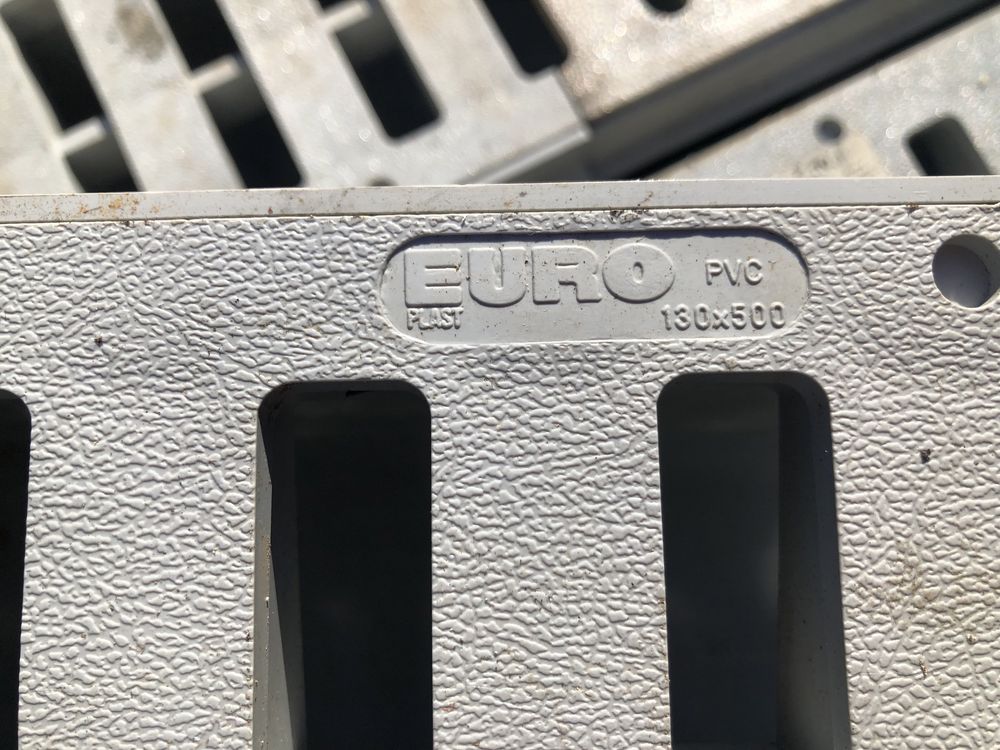 EURO PVC
PLAST 130x500